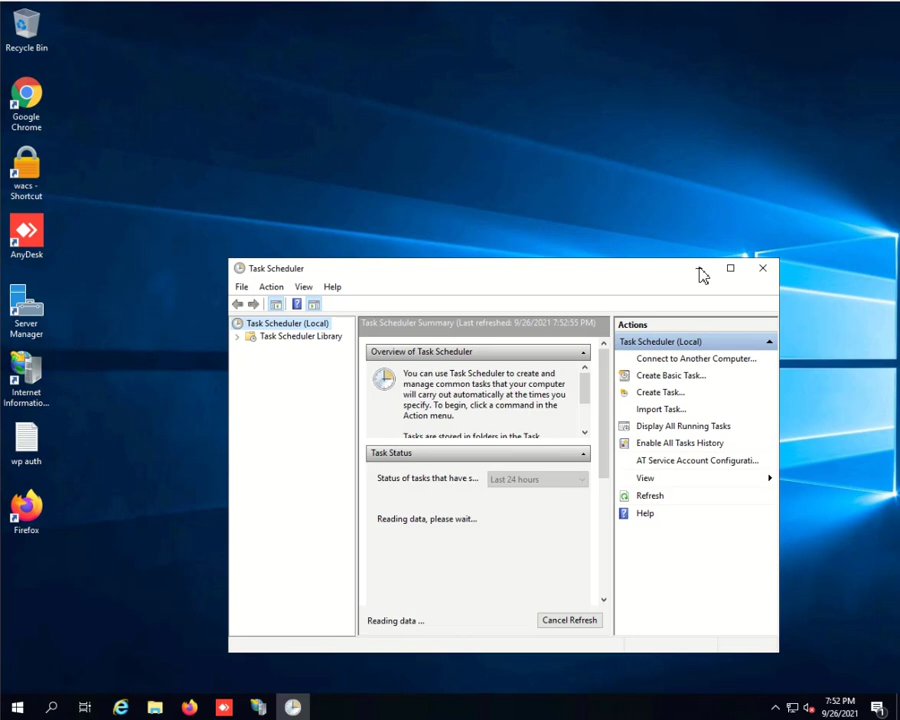 Recycle Bin
Google
Chrome
wacs -
Shortcut
AnyDesk
Server
Manager
Internet
Informatio...
wp auth
Firefox
Task Scheduler
File Action View Help
Task Scheduler (Local)
Task Scheduler Library
Task Scheduler Summary (Last refreshed: 9/26/2021 7:52:55 PM)
Overview of Task Scheduler
You can use Task Scheduler to create and
manage common tasks that your computer
will carry out automatically at the times you
specify. To begin, click a command in the
Action menu.
Tasks are stored in folders in the Task
Task Status
Status of tasks that have s... Last 24 hours
Reading data, please wait...
Reading data ... Cancel Refresh
Actions
Task Scheduler (Local)
Connect to Another Computer...
Create Basic Task...
Create Task...
Import Task...
Display All Running Tasks
Enable All Tasks History
AT Service Account Configurati...
View
Refresh
Help
7:52 PM
9/26/2021
1